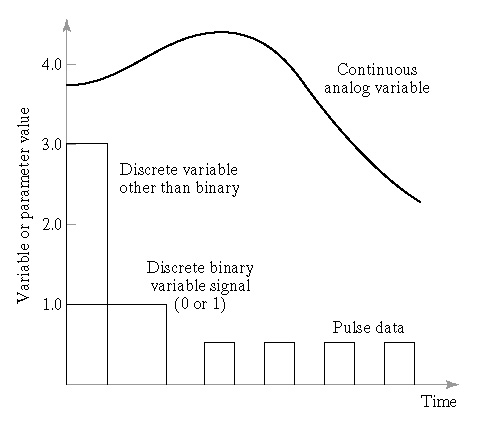 Variable or parameter value
4.0
3.0
2.0
1.0
Continuous
analog variable
Discrete variable
other than binary
Discrete binary
variable signal
(0 or 1)
Pulse data
Time